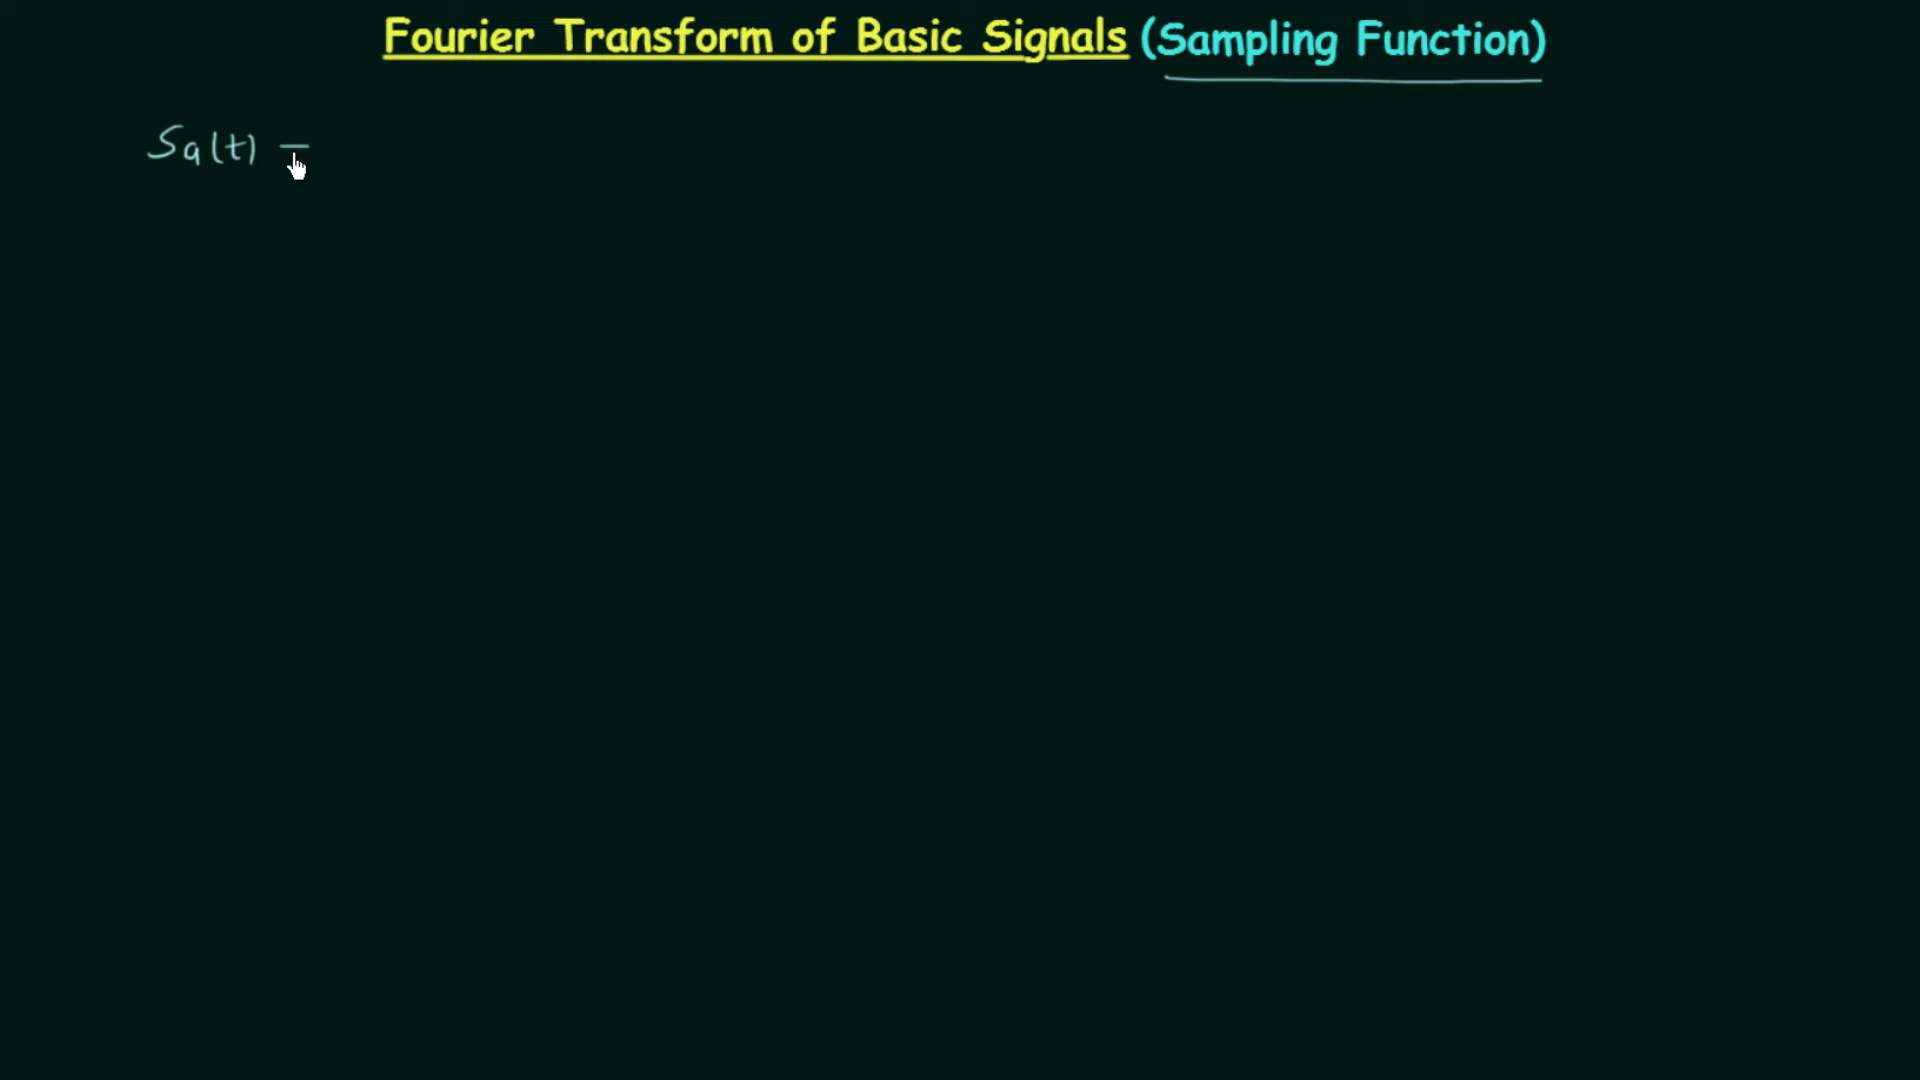 Fourier Transform of Basic Signals (Sampling Function)
Sa(t) =